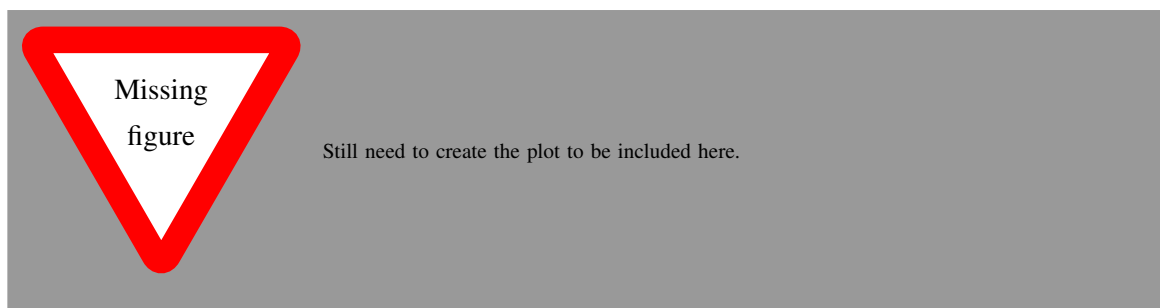 Missing
figure
Still need to create the plot to be included here.